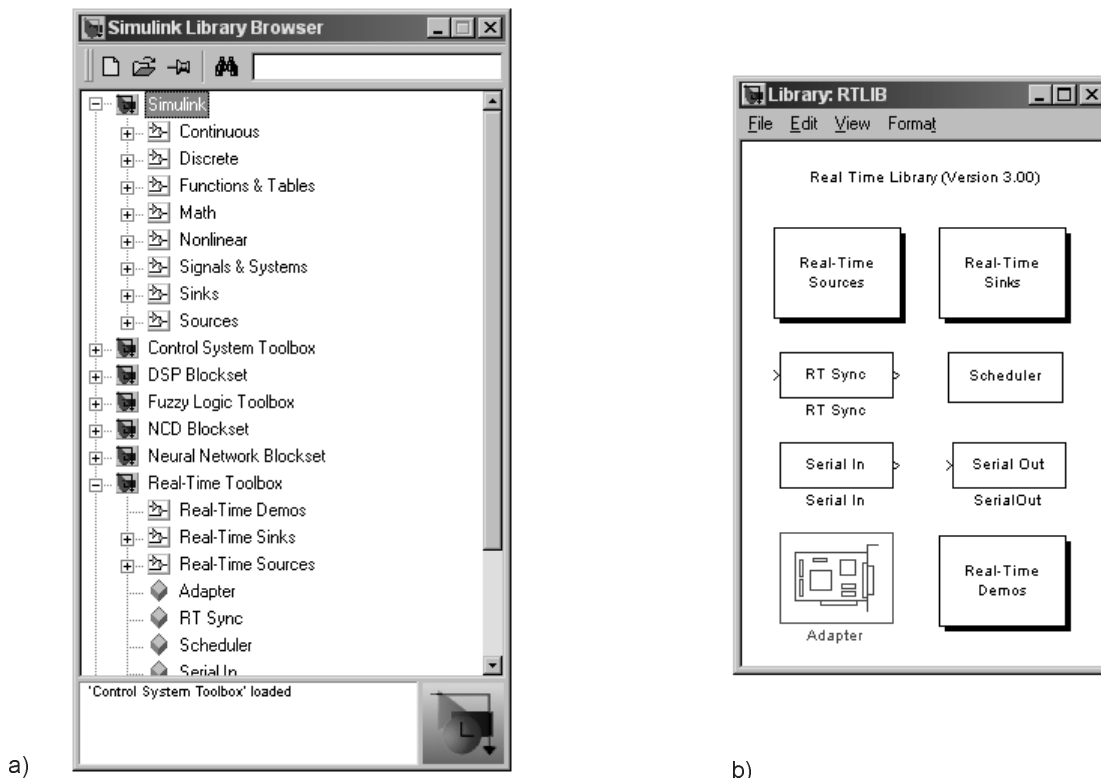 Simulink Library Browser
Simulink
Continuous
Discrete
Functions & Tables
Math
Nonlinear
Signals & Systems
Sinks
Sources
Control System Toolbox
DSP Blockset
Fuzzy Logic Toolbox
NCD Blockset
Neural Network Blockset
Real-Time Toolbox
Real-Time Demos
Real-Time Sinks
Real-Time Sources
Adapter
RT Sync
Scheduler
Serial In
'Control System Toolbox' loaded
a)
Library: RTLIB
File Edit View Format
Real Time Library (Version 3.00)
Real-Time
Sources
Real-Time
Sinks
RT Sync
RT Sync
Scheduler
Serial In
Serial In
Serial Out
SerialOut
Adapter
Real-Time
Demos
b)